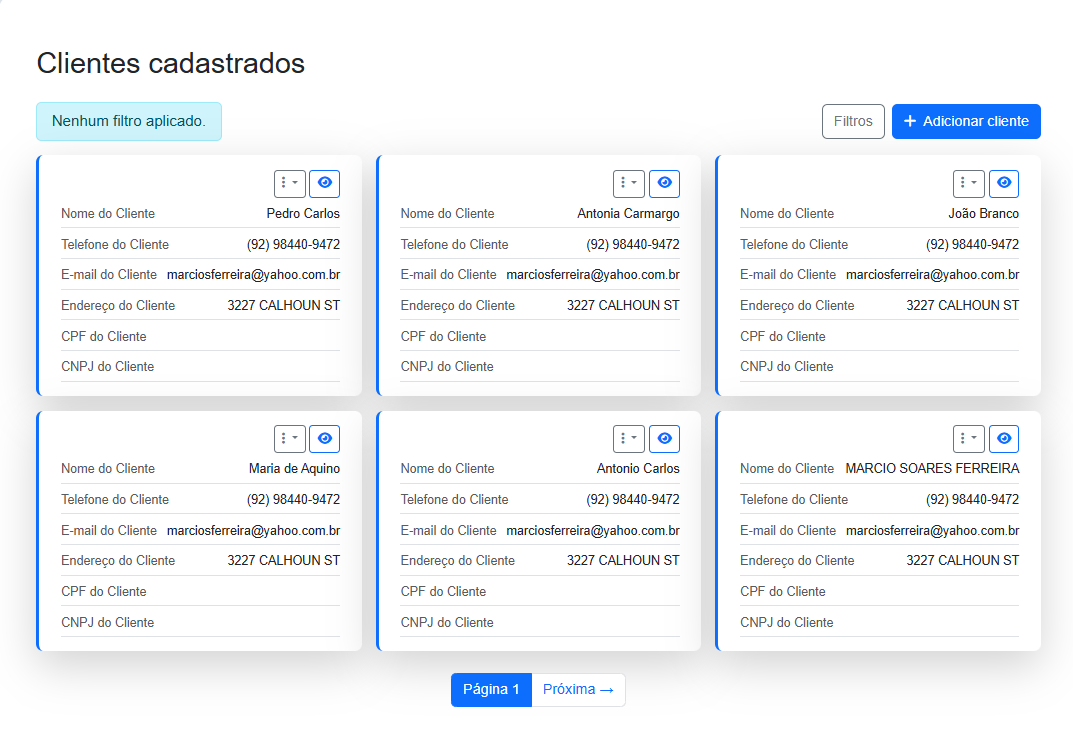 Clientes cadastrados
Nenhum filtro aplicado.
Filtros
+ Adicionar cliente
Nome do Cliente Pedro Carlos
Telefone do Cliente (92) 98440-9472
E-mail do Cliente marciosferreira@yahoo.com.br
Endereço do Cliente 3227 CALHOUN ST
CPF do Cliente
CNPJ do Cliente
Nome do Cliente Antonia Carmargo
Telefone do Cliente (92) 98440-9472
E-mail do Cliente marciosferreira@yahoo.com.br
Endereço do Cliente 3227 CALHOUN ST
CPF do Cliente
CNPJ do Cliente
Nome do Cliente João Branco
Telefone do Cliente (92) 98440-9472
E-mail do Cliente marciosferreira@yahoo.com.br
Endereço do Cliente 3227 CALHOUN ST
CPF do Cliente
CNPJ do Cliente
Nome do Cliente Maria de Aquino
Telefone do Cliente (92) 98440-9472
E-mail do Cliente marciosferreira@yahoo.com.br
Endereço do Cliente 3227 CALHOUN ST
CPF do Cliente
CNPJ do Cliente
Nome do Cliente Antonio Carlos
Telefone do Cliente (92) 98440-9472
E-mail do Cliente marciosferreira@yahoo.com.br
Endereço do Cliente 3227 CALHOUN ST
CPF do Cliente
CNPJ do Cliente
Nome do Cliente MARCIO SOARES FERREIRA
Telefone do Cliente (92) 98440-9472
E-mail do Cliente marciosferreira@yahoo.com.br
Endereço do Cliente 3227 CALHOUN ST
CPF do Cliente
CNPJ do Cliente
Página 1
Próxima →